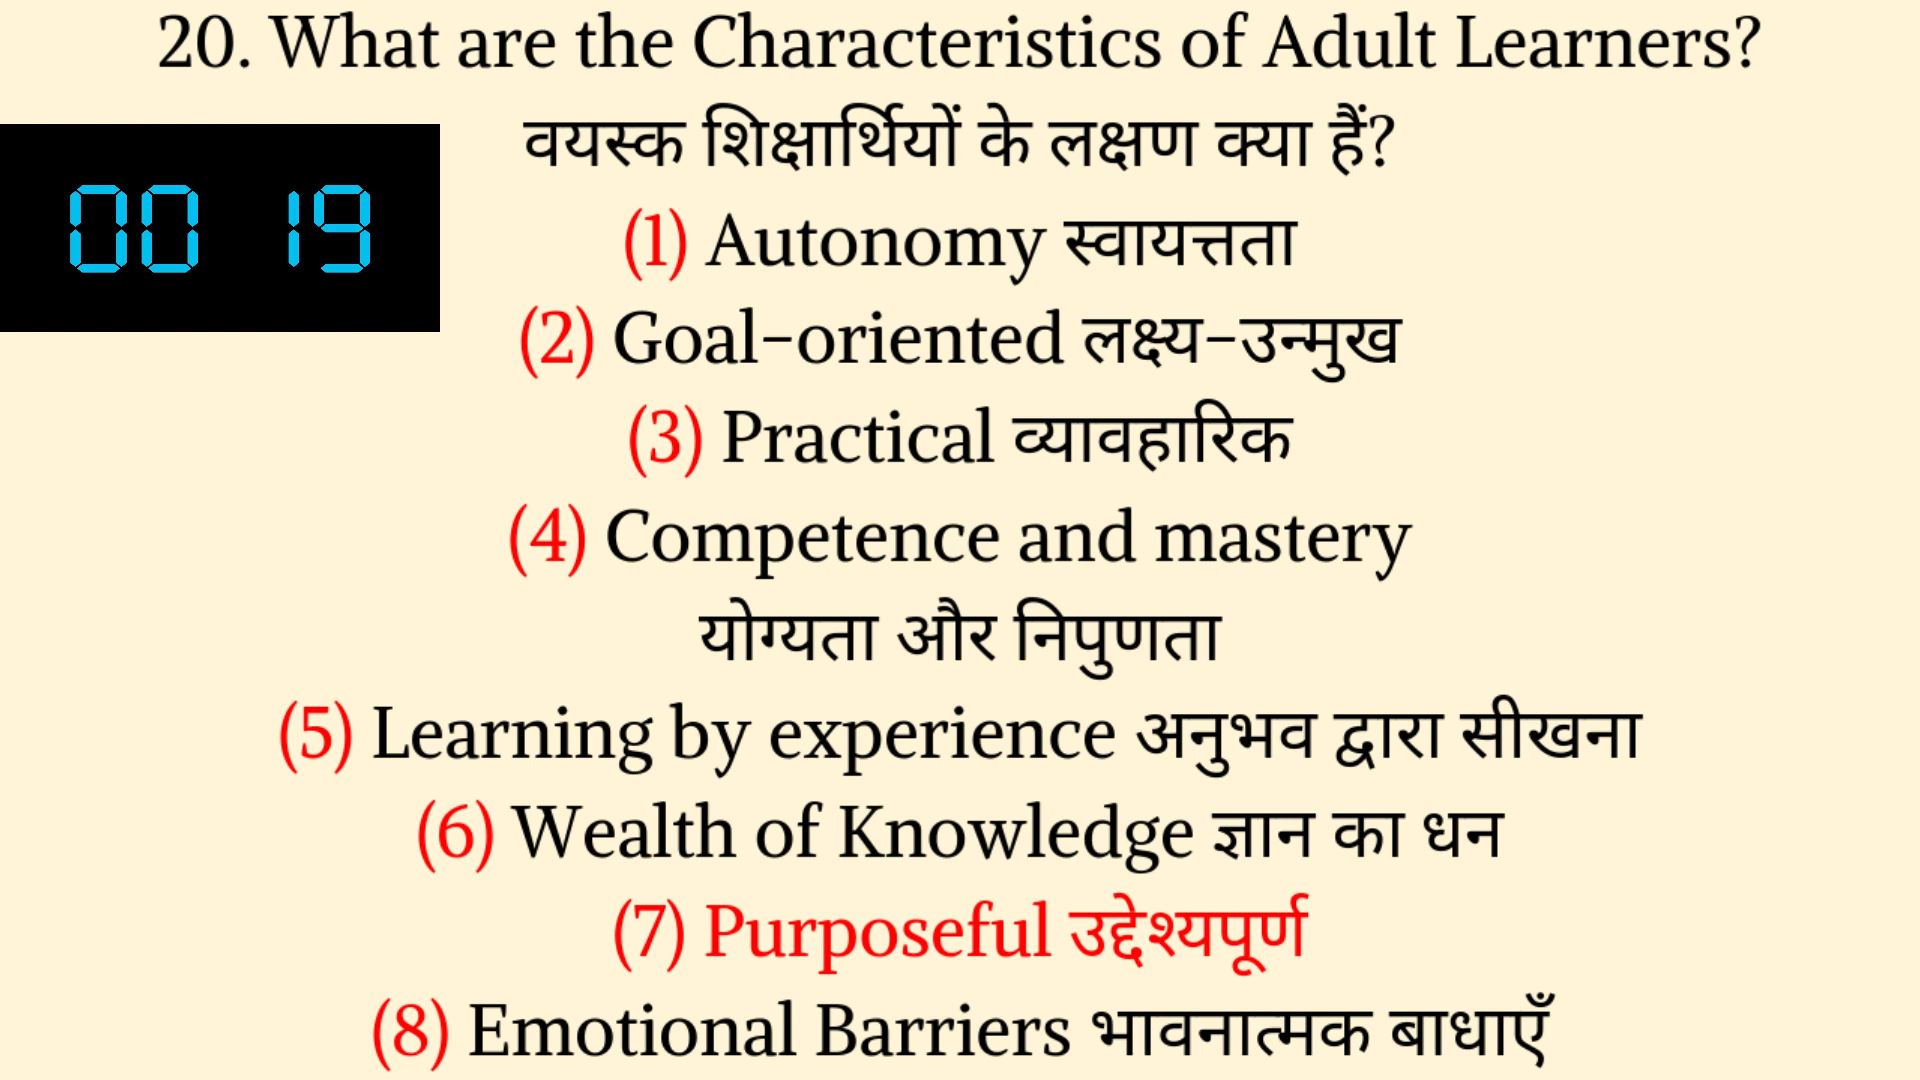 20. What are the Characteristics of Adult Learners?
वयस्क शिक्षार्थियों के लक्षण क्या हैं?
00 19
(1) Autonomy स्वायत्तता
(2) Goal-oriented लक्ष्य-उन्मुख
(3) Practical व्यावहारिक
(4) Competence and mastery
योग्यता और निपुणता
(5) Learning by experience अनुभव द्वारा सीखना
(6) Wealth of Knowledge ज्ञान का धन
(7) Purposeful उद्देश्यपूर्ण
(8) Emotional Barriers भावनात्मक बाधाएँ